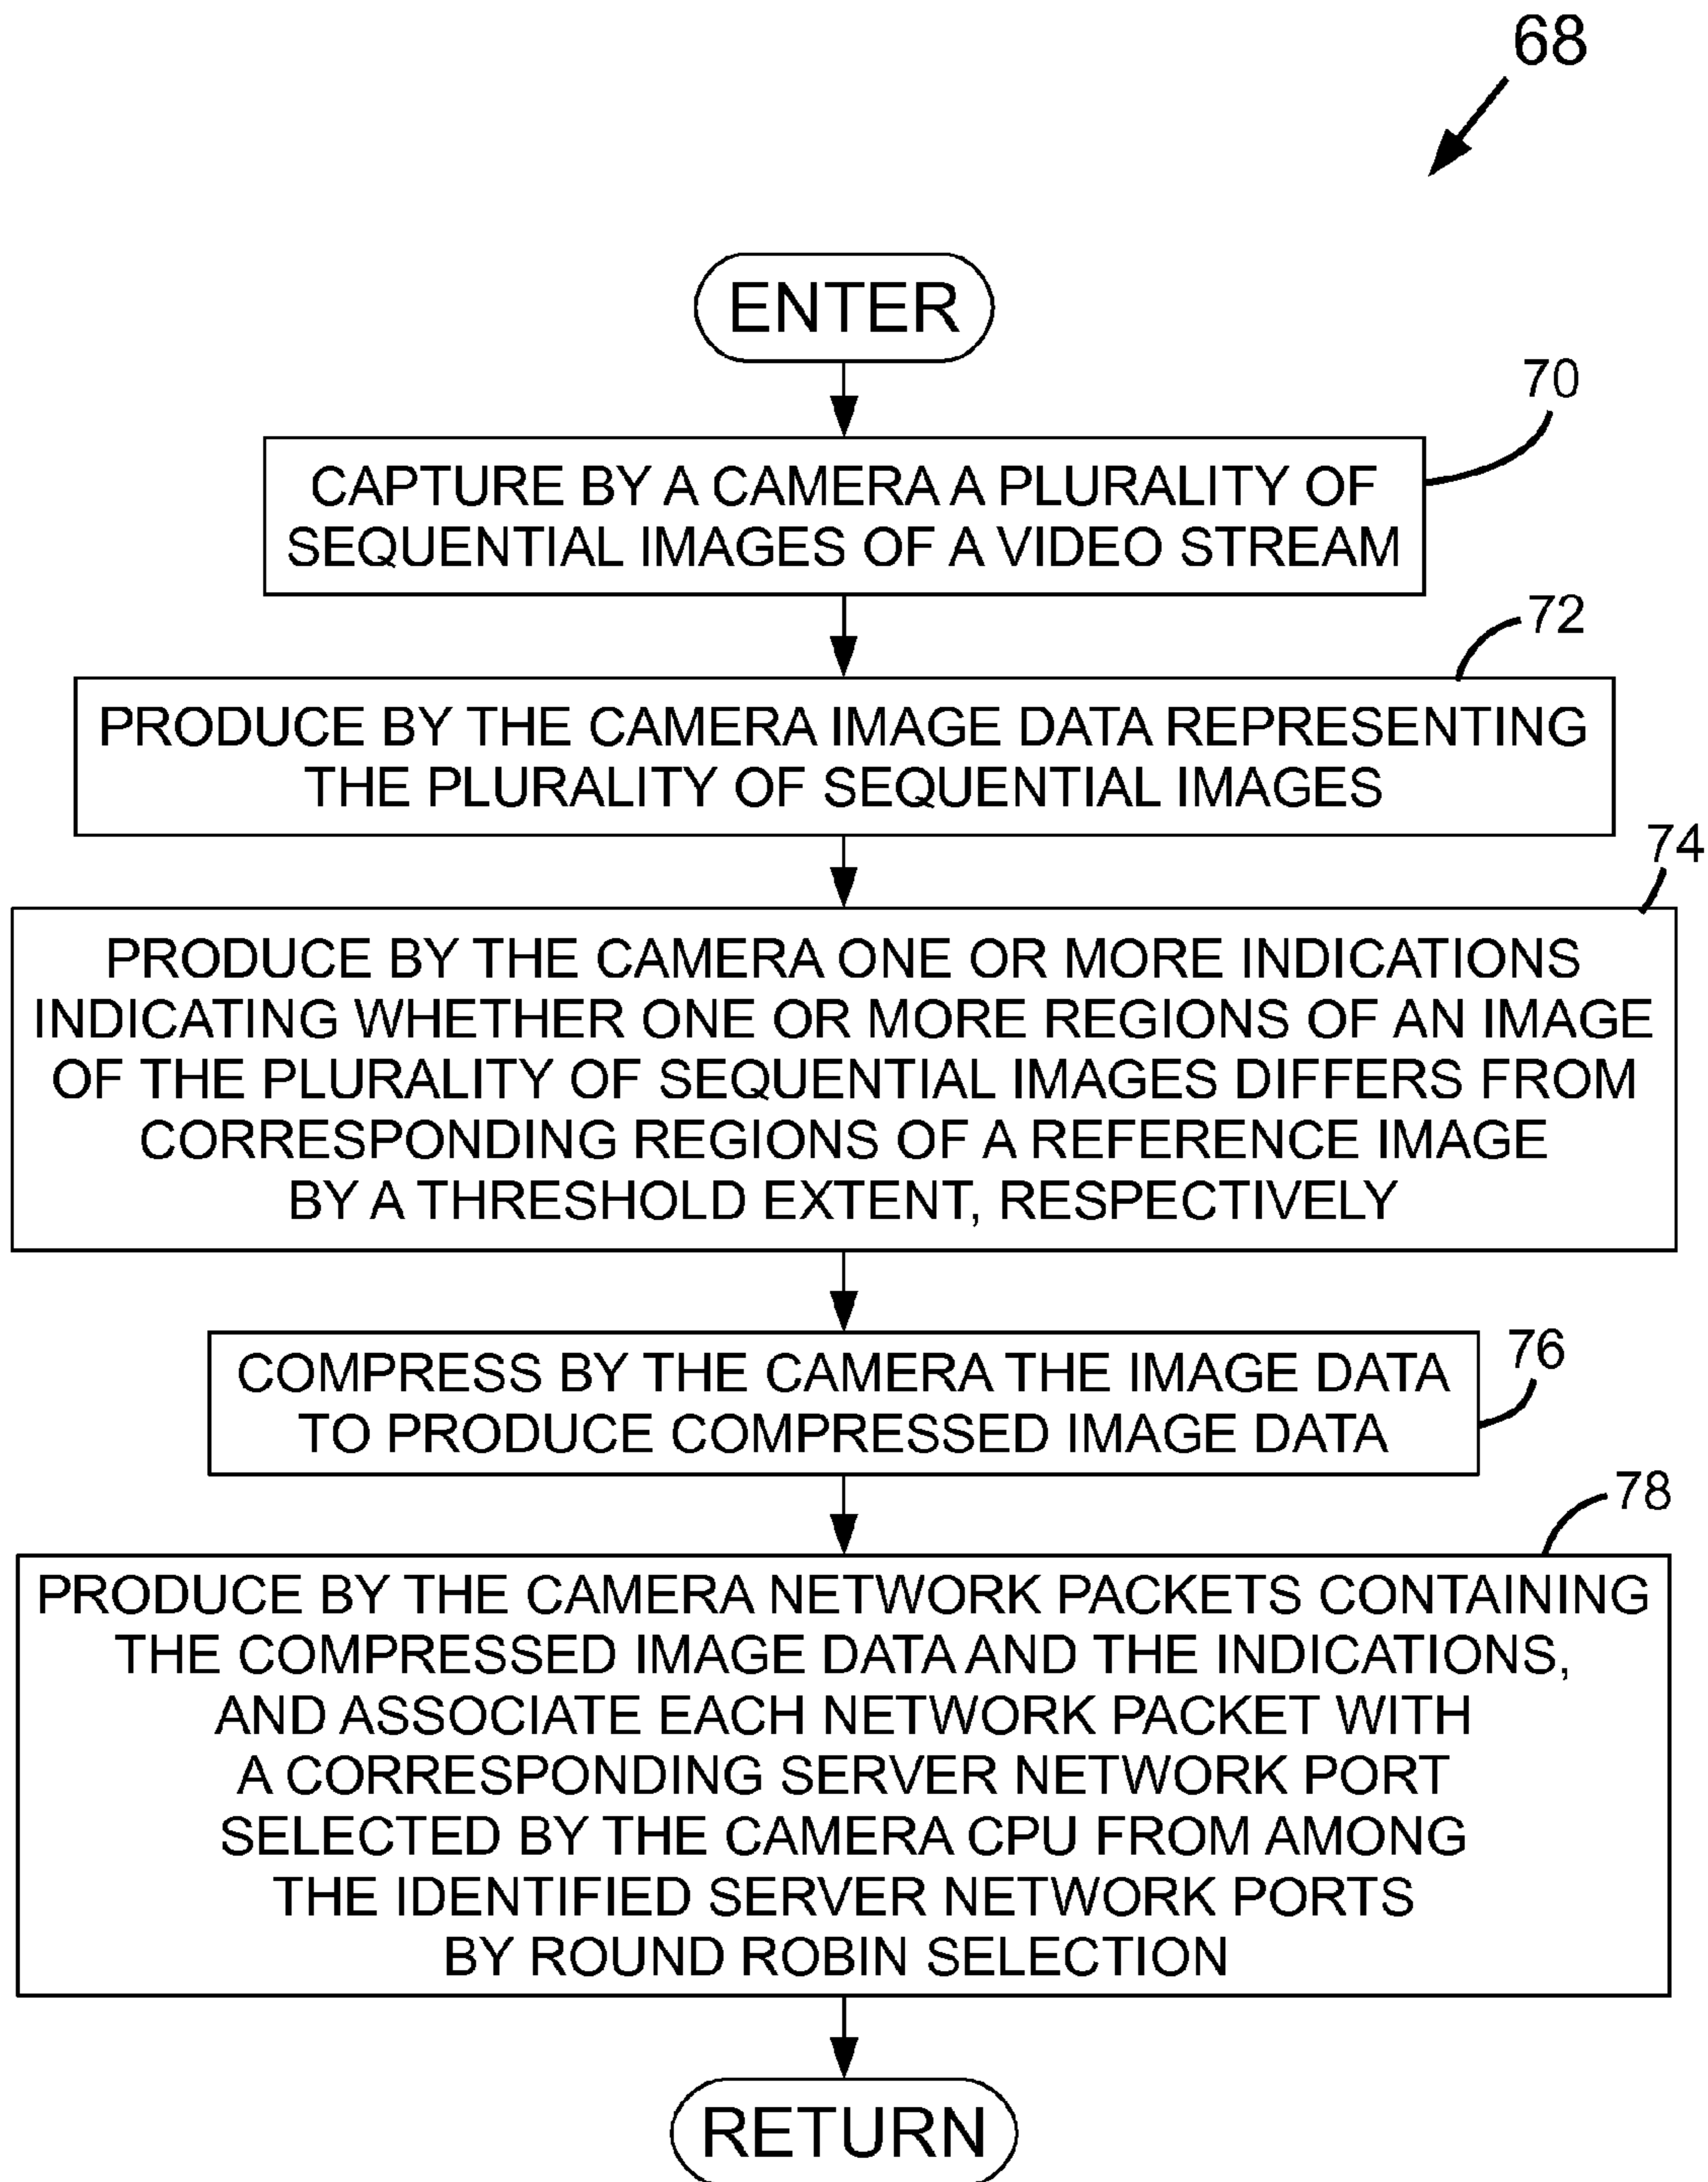 68
ENTER
70
CAPTURE BY A CAMERA A PLURALITY OF
SEQUENTIAL IMAGES OF A VIDEO STREAM
72
PRODUCE BY THE CAMERA IMAGE DATA REPRESENTING
THE PLURALITY OF SEQUENTIAL IMAGES
74
PRODUCE BY THE CAMERA ONE OR MORE INDICATIONS
INDICATING WHETHER ONE OR MORE REGIONS OF AN IMAGE
OF THE PLURALITY OF SEQUENTIAL IMAGES DIFFERS FROM
CORRESPONDING REGIONS OF A REFERENCE IMAGE
BY A THRESHOLD EXTENT, RESPECTIVELY
76
COMPRESS BY THE CAMERA THE IMAGE DATA
TO PRODUCE COMPRESSED IMAGE DATA
78
PRODUCE BY THE CAMERA NETWORK PACKETS CONTAINING
THE COMPRESSED IMAGE DATA AND THE INDICATIONS,
AND ASSOCIATE EACH NETWORK PACKET WITH
A CORRESPONDING SERVER NETWORK PORT
SELECTED BY THE CAMERA CPU FROM AMONG
THE IDENTIFIED SERVER NETWORK PORTS
BY ROUND ROBIN SELECTION
RETURN